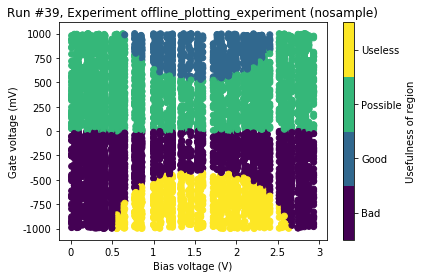 Run #39, Experiment offline_plotting_experiment (nosample)
1000
750
500
250
0
-250
-500
-750
-1000
Gate voltage (mV)
0 0.5 1 1.5 2 2.5 3
Bias voltage (V)
Useless
Possible
Good
Bad
Usefulness of region